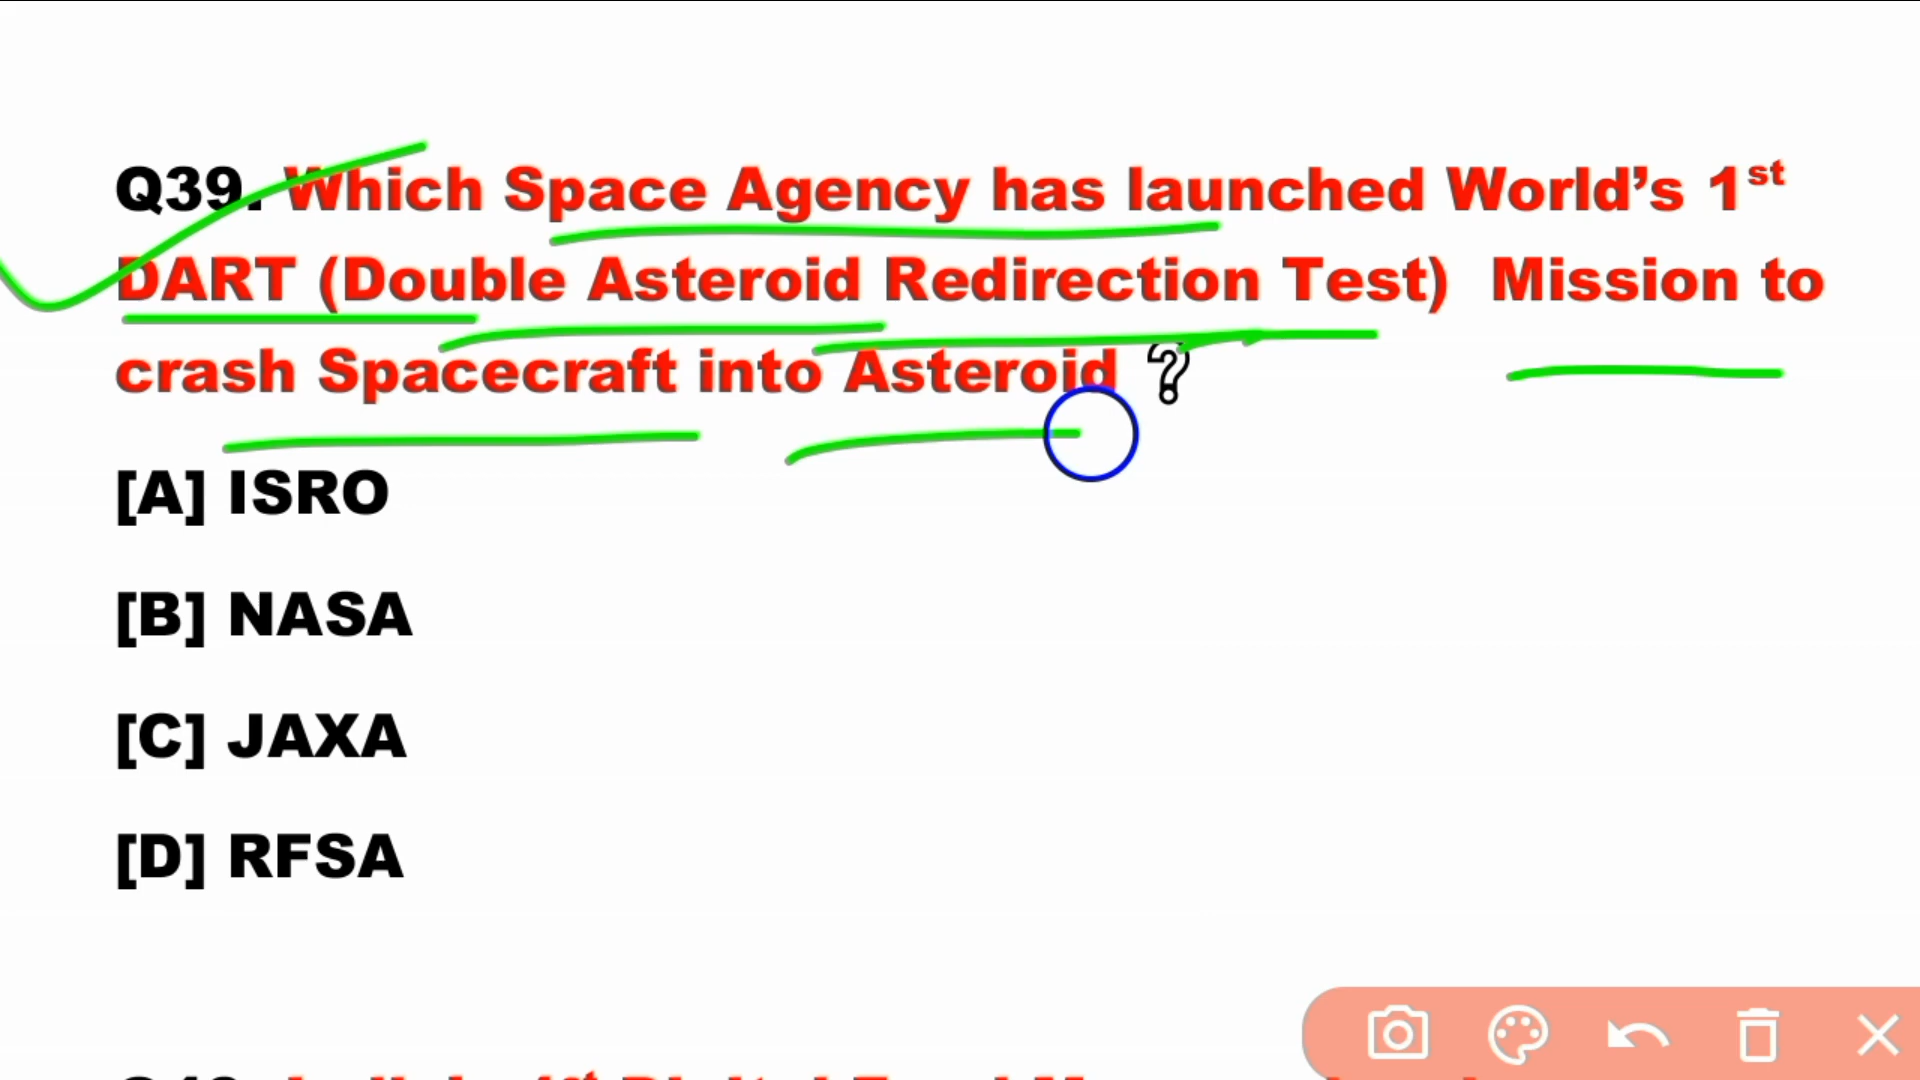 Q39. Which Space Agency has launched World's 1st
DART (Double Asteroid Redirection Test) Mission to
crash Spacecraft into Asteroid ?
[A] ISRO
[B] NASA
[C] JAXA
[D] RFSA